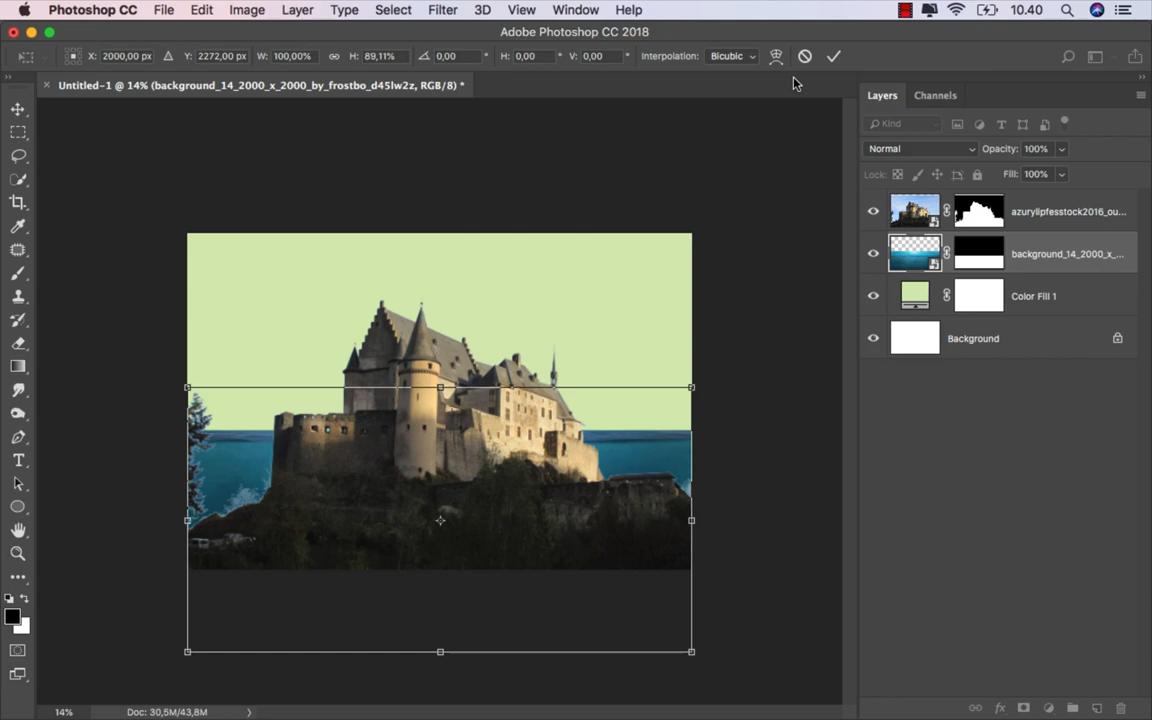 Photoshop CC File Edit Image Layer Type Select Filter 3D View Window Help 10.40
Adobe Photoshop CC 2018
X: 2000,00 px Y: 2272,00 px W: 100,00% H: 89,11% 0,00 H: 0,00 V: 0,00 Interpolation: Bicubic
Untitled-1 @ 14% (background_14_2000_x_2000_by_frostbo_d45lw2z, RGB/8) *
Layers Channels
Kind
Normal Opacity: 100%
Lock: Fill: 100%
azurylipfesstock2016_ou...
background_14_2000_x_...
Color Fill 1
Background
14% Doc: 30,5M/43,8M